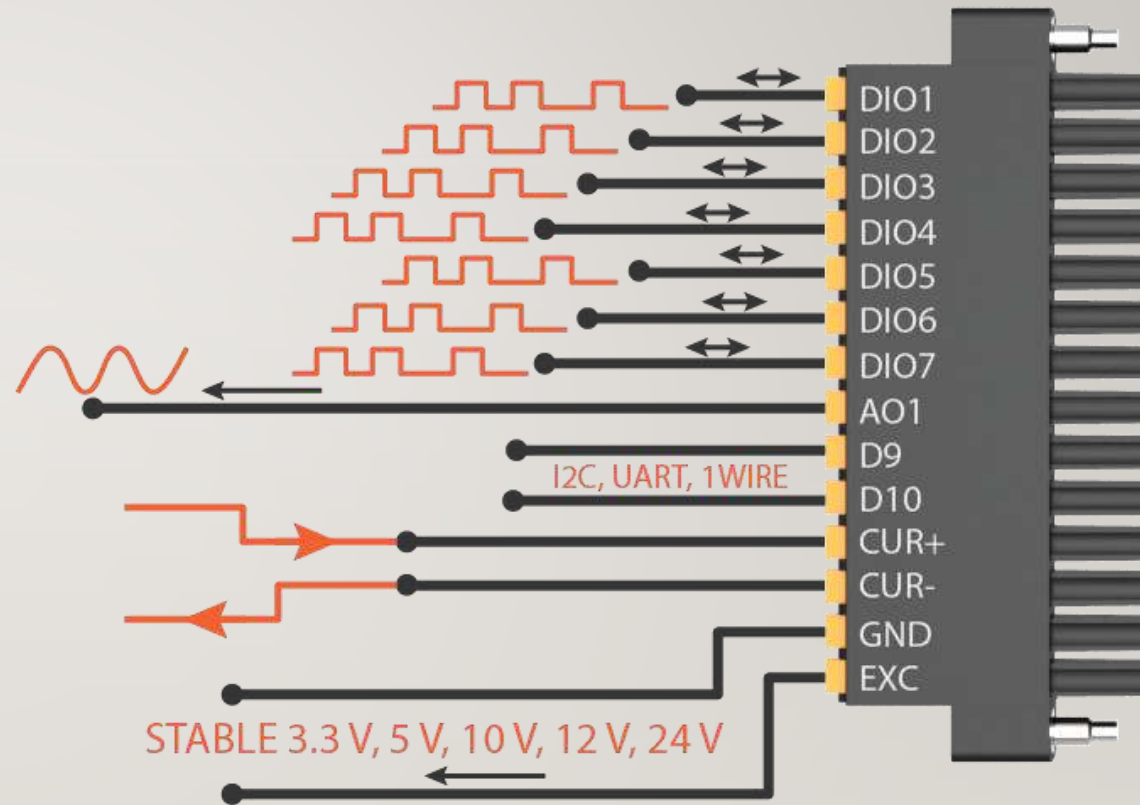 DIO1
DIO2
DIO3
DIO4
DIO5
DIO6
DIO7
AO1
D9
I2C, UART, 1WIRE
D10
CUR+
CUR-
GND
EXC
STABLE 3.3 V, 5 V, 10 V, 12 V, 24 V